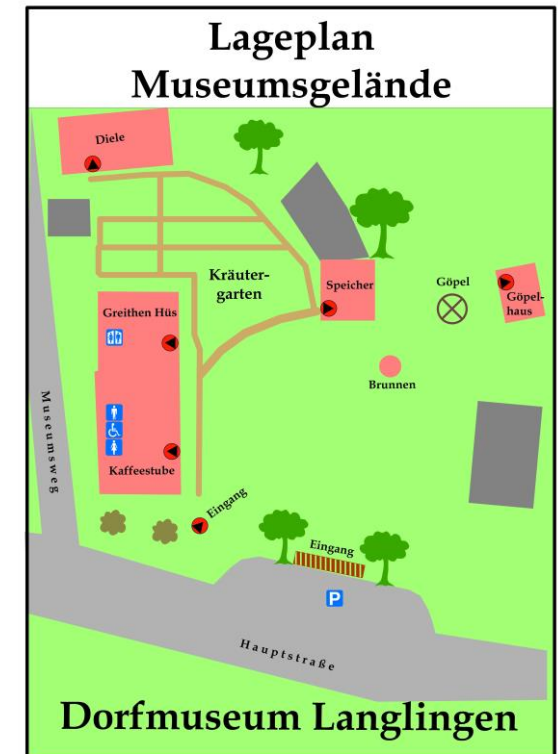 Lageplan
Museumsgelände
Diele
Kräuter-
garten
Speicher
Göpel
Göpel-
haus
Greithen Hüs
Brunnen
Museumsweg
Kaffeestube
Eingang
Eingang
P
Hauptstraße
Dorfmuseum Langlingen